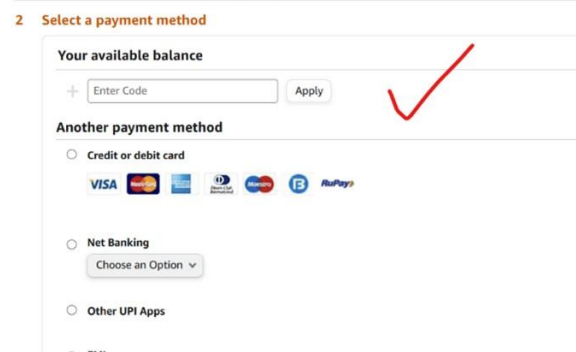 2 Select a payment method
Your available balance
Enter Code Apply
Another payment method
Credit or debit card
VISA Maestro RuPay
Net Banking
Choose an Option
Other UPI Apps